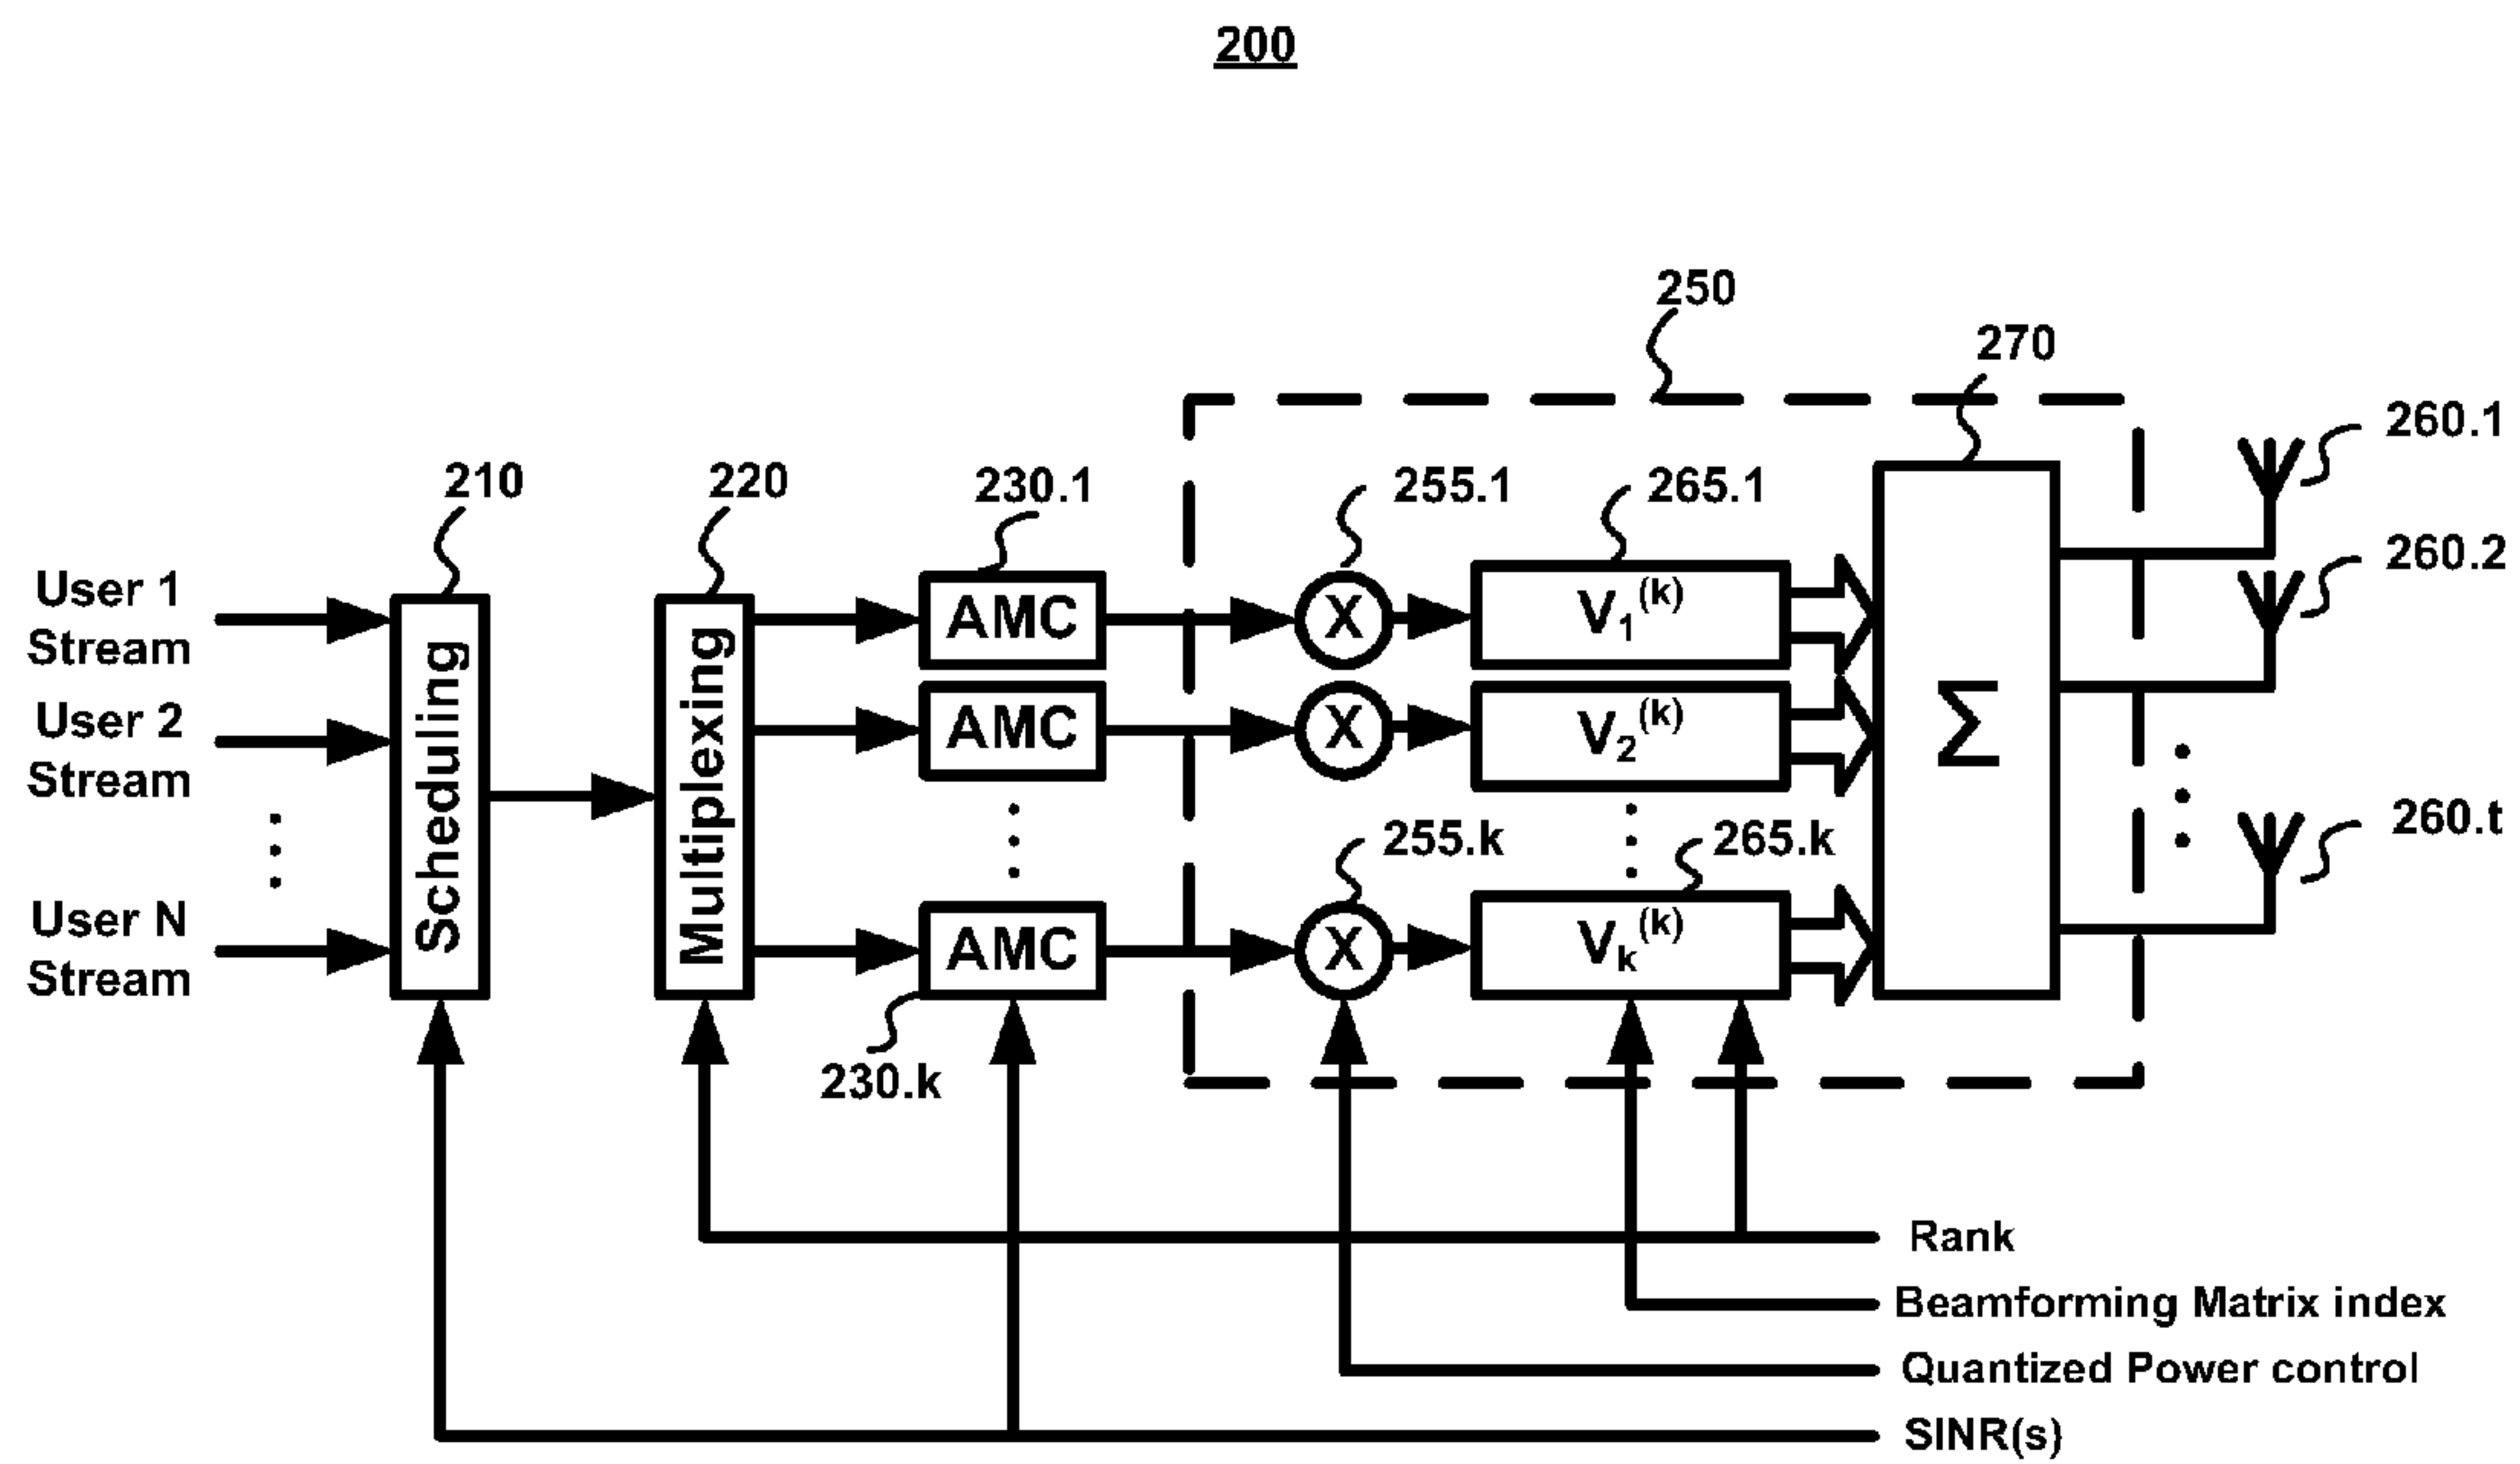 200
250
270
260.1
210
220
230.1
255.1
265.1
260.2
User 1
Stream
AMC
X
V1(k)
User 2
Stream
AMC
X
V2(k)
Σ
Scheduling
Multiplexing
255.k
265.k
260.t
User N
Stream
AMC
X
Vk(k)
230.k
Rank
Beamforming Matrix index
Quantized Power control
SINR(s)